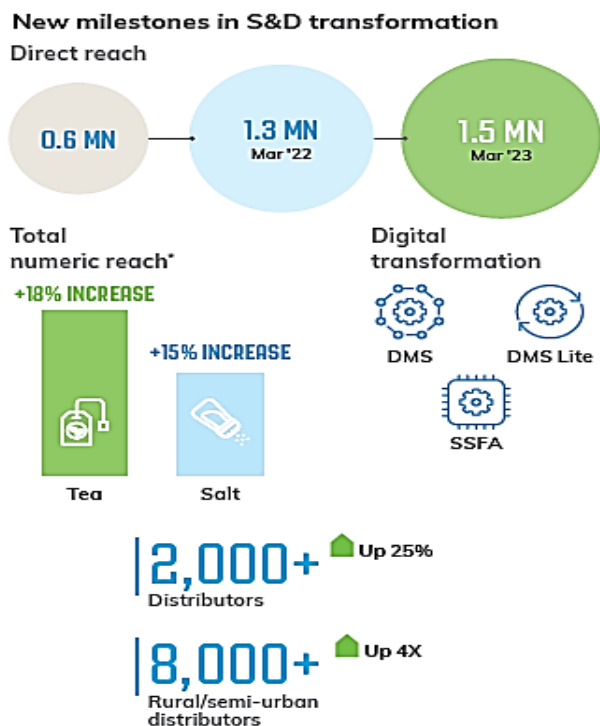 New milestones in S&D transformation
Direct reach
0.6 MN
1.3 MN
Mar '22
1.5 MN
Mar '23
Total
numeric reach*
+18% INCREASE
+15% INCREASE
Tea
Salt
Digital
transformation
DMS
DMS Lite
SSFA
2,000+
Distributors
Up 25%
8,000+
Rural/semi-urban
distributors
Up 4X